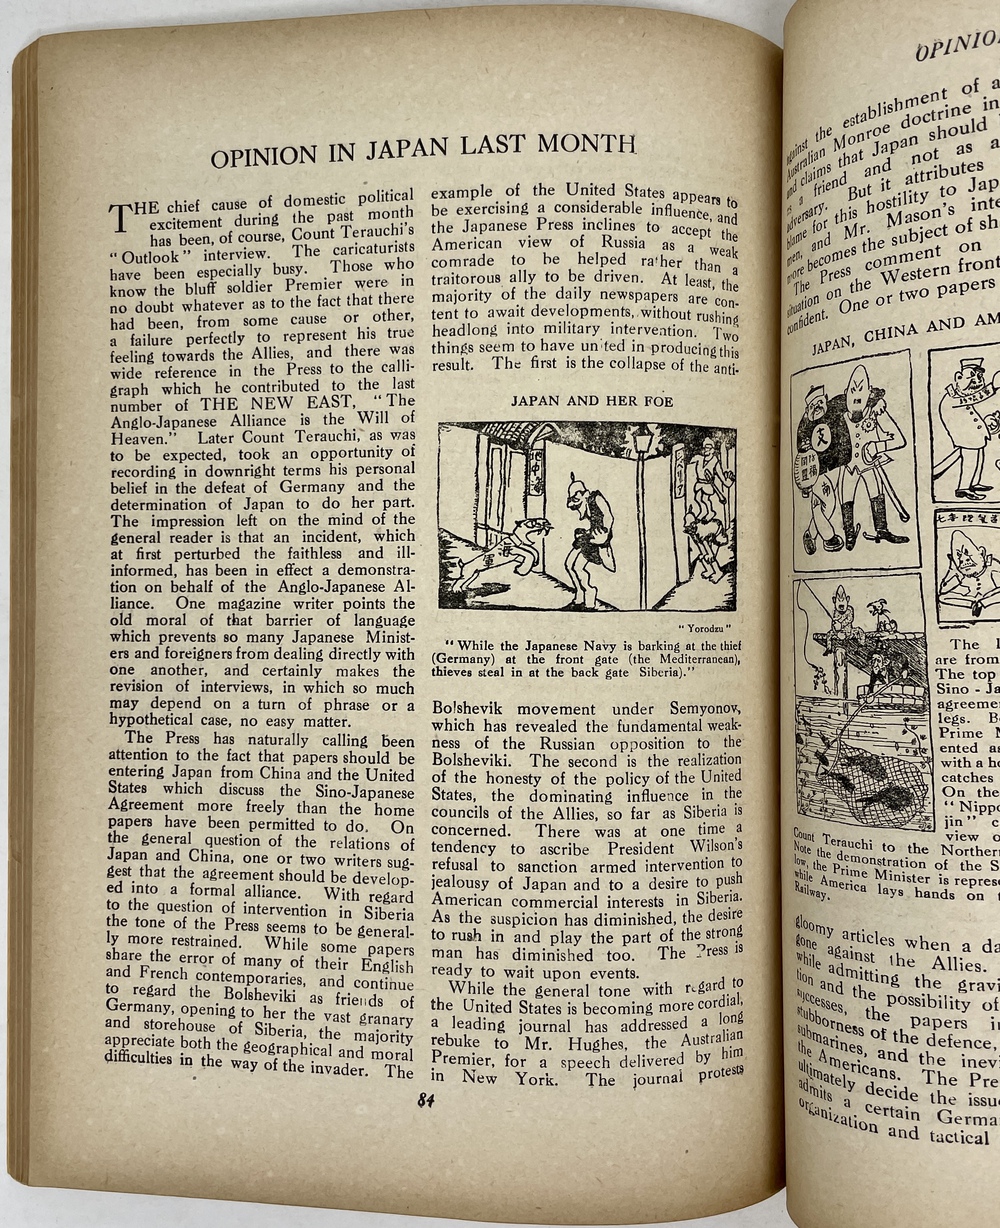 OPINION IN JAPAN LAST MONTH
THE chief cause of domestic political
excitement during the past month
has been, of course, Count Terauchi's
"Outlook" interview. The caricaturists
have been especially busy. Those who
know the bluff soldier Premier were in
no doubt whatever as to the fact that there
had been, from some cause or other,
a failure perfectly to represent his true
feeling towards the Allies, and there was
wide reference in the Press to the calli-
graph which he contributed to the last
number of THE NEW EAST, "The
Anglo-Japanese Alliance is the Will of
Heaven." Later Count Terauchi, as was
to be expected, took an opportunity of
recording in downright terms his personal
belief in the defeat of Germany and the
determination of Japan to do her part.
The impression left on the mind of the
general reader is that an incident, which
at first perturbed the faithless and ill-
informed, has been in effect a demonstra-
tion on behalf of the Anglo-Japanese Al-
liance. One magazine writer points the
old moral of that barrier of language
which prevents so many Japanese Minist-
ers and foreigners from dealing directly with
one another, and certainly makes the
revision of interviews, in which so much
may depend on a turn of phrase or a
hypothetical case, no easy matter.
The Press has naturally calling been
attention to the fact that papers should be
entering Japan from China and the United
States which discuss the Sino-Japanese
Agreement more freely than the home
papers have been permitted to do. On
the general question of the relations of
Japan and China, one or two writers sug-
gest that the agreement should be develop-
ed into a formal alliance. With regard
to the question of intervention in Siberia
the tone of the Press seems to be general-
ly more restrained. While some papers
share the error of many of their English
and French contemporaries, and continue
to regard the Bolsheviki as friends of
Germany, opening to her the vast granary
and storehouse of Siberia, the majority
appreciate both the geographical and moral
difficulties in the way of the invader. The
example of the United States appears to
be exercising a considerable influence, and
the Japanese Press inclines to accept the
American view of Russia as a weak
comrade to be helped rather than a
traitorous ally to be driven. At least, the
majority of the daily newspapers are con-
tent to await developments, without rushing
headlong into military intervention. Two
things seem to have united in producing this
result. The first is the collapse of the anti-
JAPAN AND HER FOE
"Yorodzu"
"While the Japanese Navy is barking at the thief
(Germany) at the front gate (the Mediterranean),
thieves steal in at the back gate Siberia)."
Bolshevik movement under Semyonov,
which has revealed the fundamental weak-
ness of the Russian opposition to the
Bolsheviki. The second is the realization
of the honesty of the policy of the United
States, the dominating influence in the
councils of the Allies, so far as Siberia is
concerned. There was at one time a
tendency to ascribe President Wilson's
refusal to sanction armed intervention to
jealousy of Japan and to a desire to push
American commercial interests in Siberia.
As the suspicion has diminished, the desire
to rush in and play the part of the strong
man has diminished too. The Press is
ready to wait upon events.
While the general tone with regard to
the United States is becoming more cordial,
a leading journal has addressed a long
rebuke to Mr. Hughes, the Australian
Premier, for a speech delivered by him
in New York. The journal protests
84
OPINIO
against the establishment of a
Australian Monroe doctrine in
and claims that Japan should
as a friend and not as a
adversary. But it attributes
blame for this hostility to Jap
men, and Mr. Mason's inte
more becomes the subject of sh
The Press comment on
situation on the Western front
confident. One or two papers
JAPAN, CHINA AND AM
The l
are from
The top
Sino-Ja
agreeme
legs. B
Prime M
ented as
with a ho
catches
On the
"Nippo
jin" c
view o
Count Terauchi to the Norther
Note the demonstration of the S
low, the Prime Minister is represe
while America lays hands on t
Railway.
gloomy articles when a da
gone against the Allies.
while admitting the gravi
tion and the possibility of
successes, the papers i
stubborness of the defence,
submarines, and the inevi
the Americans. The Pre
ultimately decide the issu
admits a certain Germa
organization and tactical